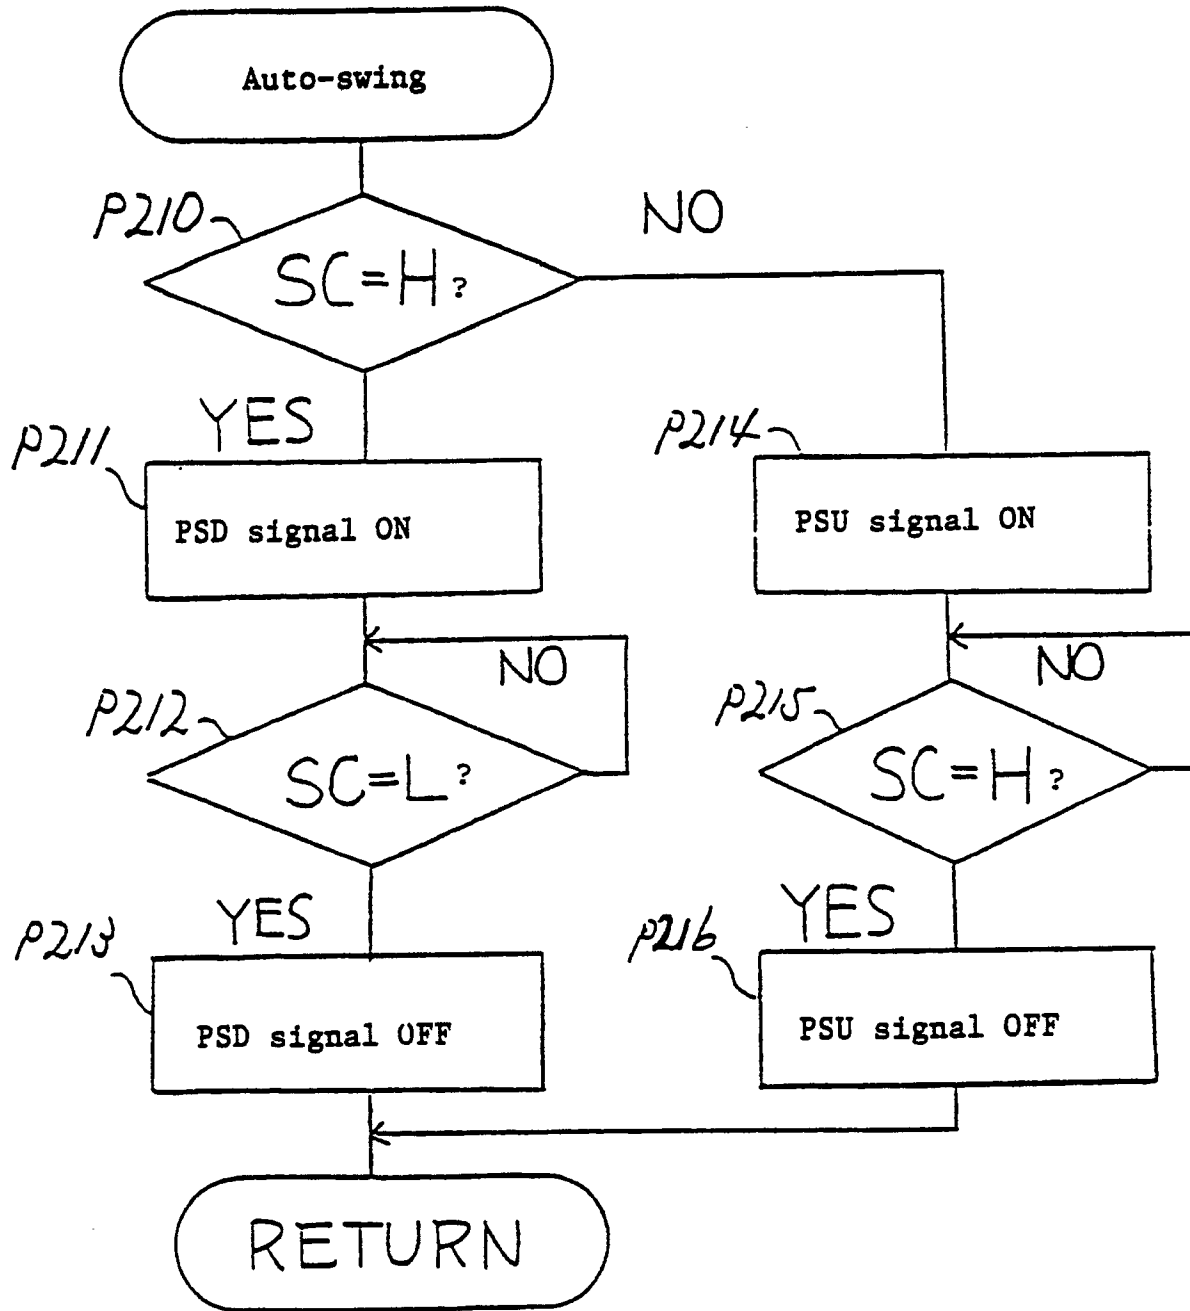 Auto-swing
P210
NO
SC=H?
YES
P211
PSD signal ON
P214
PSU signal ON
NO
P212
SC=L?
NO
P215
SC=H?
YES
P213
PSD signal OFF
YES
P216
PSU signal OFF
RETURN